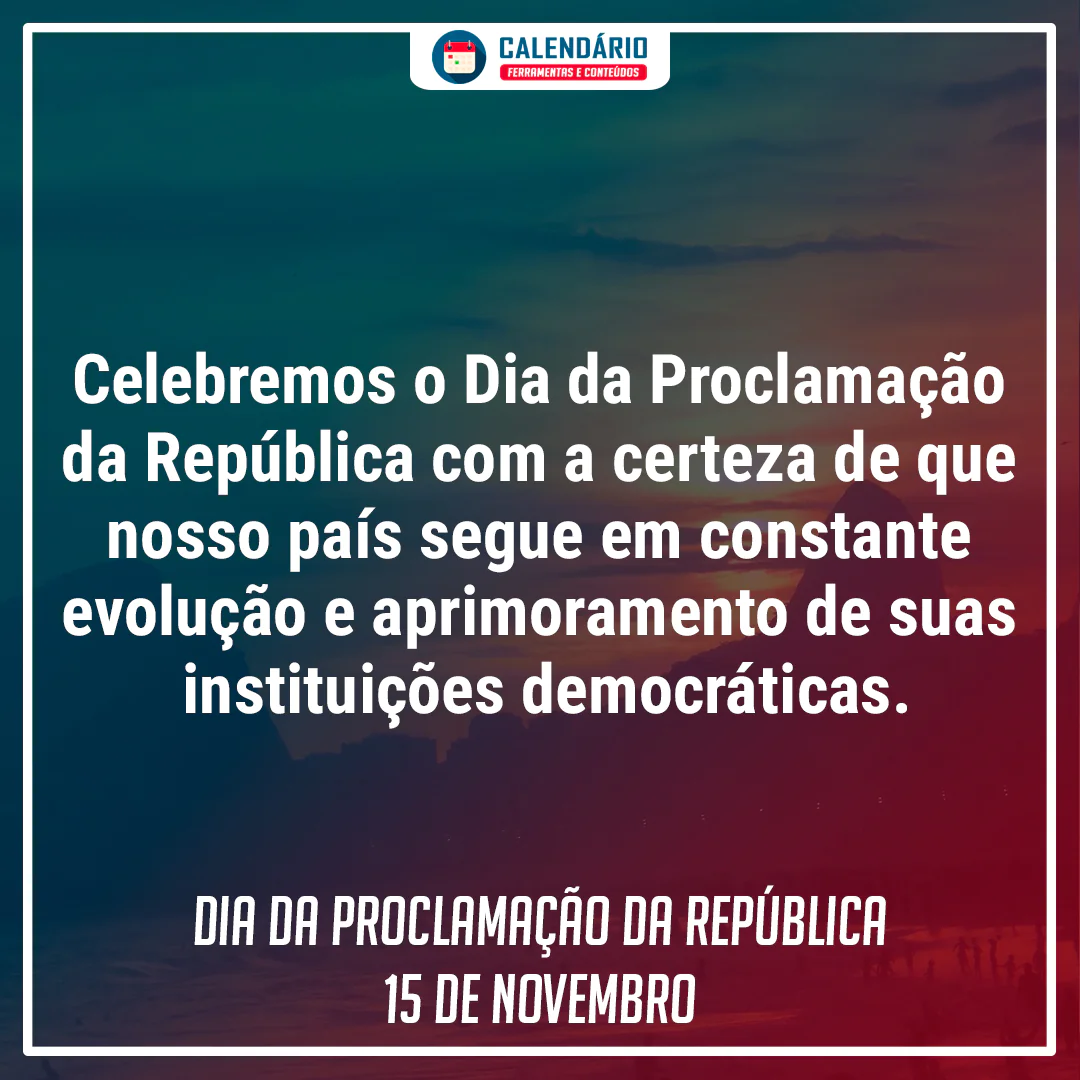 CALENDÁRIO
FERRAMENTAS E CONTEÚDOS
Celebremos o Dia da Proclamação
da República com a certeza de que
nosso país segue em constante
evolução e aprimoramento de suas
instituições democráticas.
DIA DA PROCLAMAÇÃO DA REPÚBLICA
15 DE NOVEMBRO